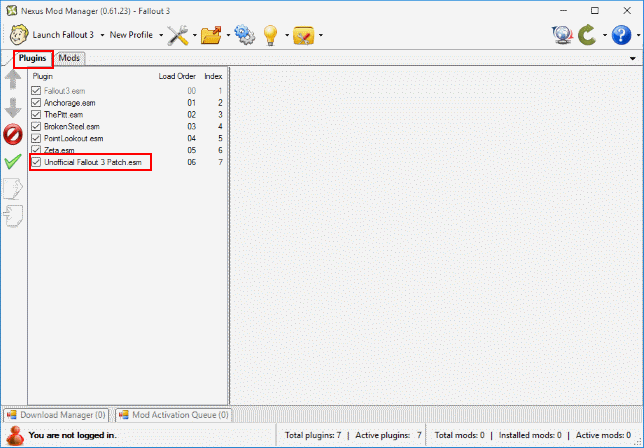 Nexus Mod Manager (0.61.23) - Fallout 3
Launch Fallout 3 New Profile
Plugins Mods
Plugin Load Order Index
Fallout3.esm 00 1
Anchorage.esm 01 2
ThePitt.esm 02 3
BrokenSteel.esm 03 4
PointLookout.esm 04 5
Zeta.esm 05 6
Unofficial Fallout 3 Patch.esm 06 7
Download Manager (0) Mod Activation Queue (0)
You are not logged in. Total plugins: 7 | Active plugins: 7 Total mods: 0 | Installed mods: 0 | Active mods: 0